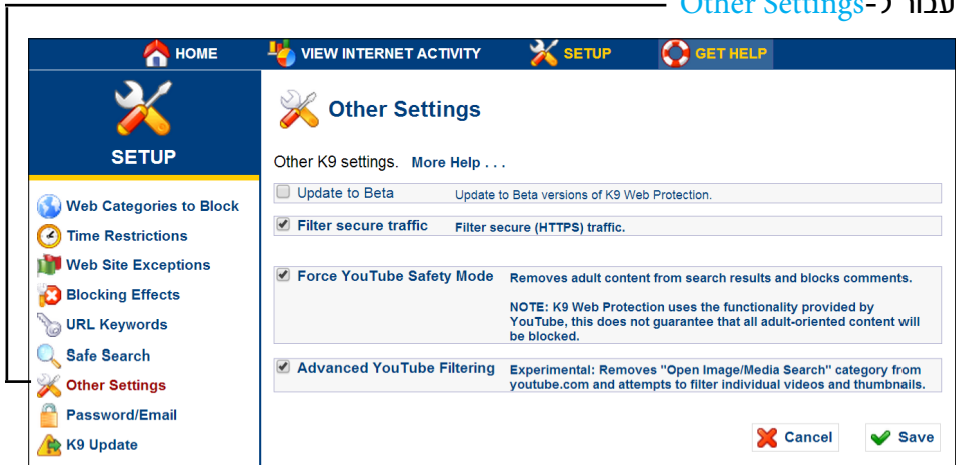 עבור ל-Other Settings
HOME VIEW INTERNET ACTIVITY SETUP GET HELP
SETUP
Other Settings
Other K9 settings. More Help . . .
Update to Beta Update to Beta versions of K9 Web Protection.
Filter secure traffic Filter secure (HTTPS) traffic.
Force YouTube Safety Mode Removes adult content from search results and blocks comments.
NOTE: K9 Web Protection uses the functionality provided by
YouTube, this does not guarantee that all adult-oriented content will
be blocked.
Advanced YouTube Filtering Experimental: Removes "Open Image/Media Search" category from
youtube.com and attempts to filter individual videos and thumbnails.
Cancel Save
Web Categories to Block
Time Restrictions
Web Site Exceptions
Blocking Effects
URL Keywords
Safe Search
Other Settings
Password/Email
K9 Update